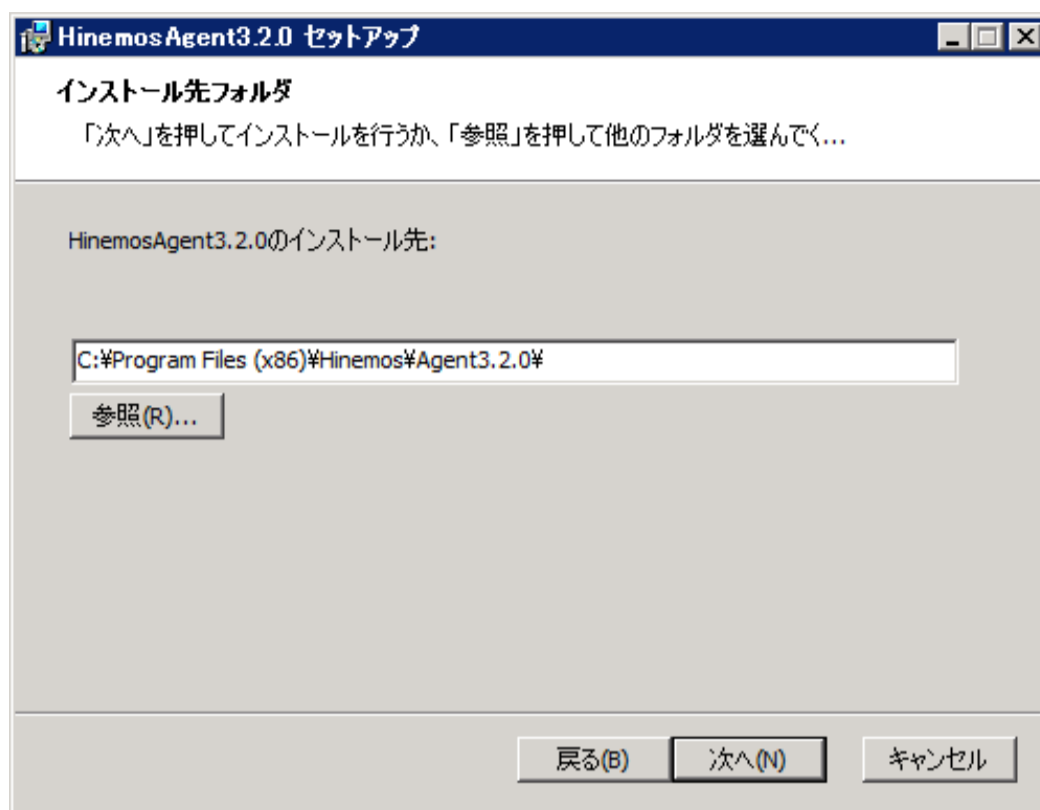 HinemosAgent3.2.0 セットアップ
インストール先フォルダ
「次へ」を押してインストールを行うか、「参照」を押して他のフォルダを選んでく...
HinemosAgent3.2.0のインストール先:
C:¥Program Files (x86)¥Hinemos¥Agent3.2.0¥
参照(R)...
戻る(B) 次へ(N) キャンセル